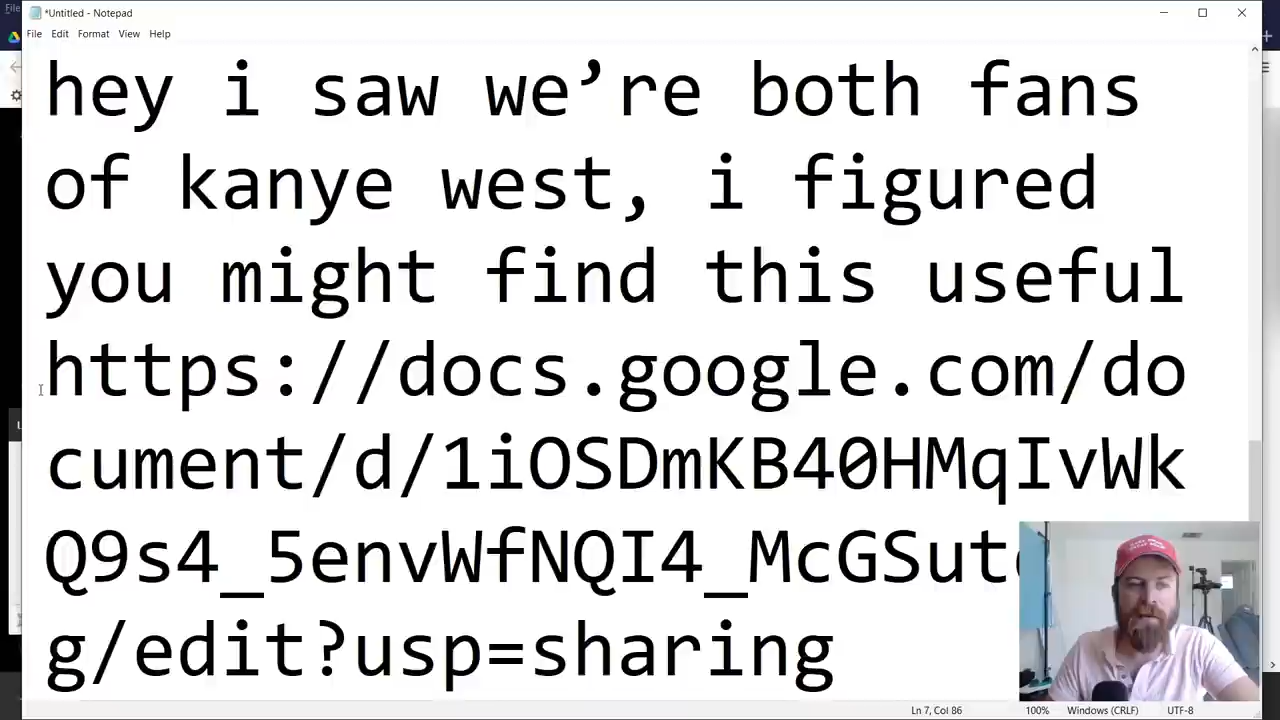 *Untitled - Notepad
File Edit Format View Help
hey i saw we’re both fans
of kanye west, i figured
you might find this useful
https://docs.google.com/do
cument/d/1iOSDmKB40HMqIvWk
Q9s4_5envWfNQI4_McGSut
g/edit?usp=sharing
Ln 7, Col 86 100% Windows (CRLF) UTF-8